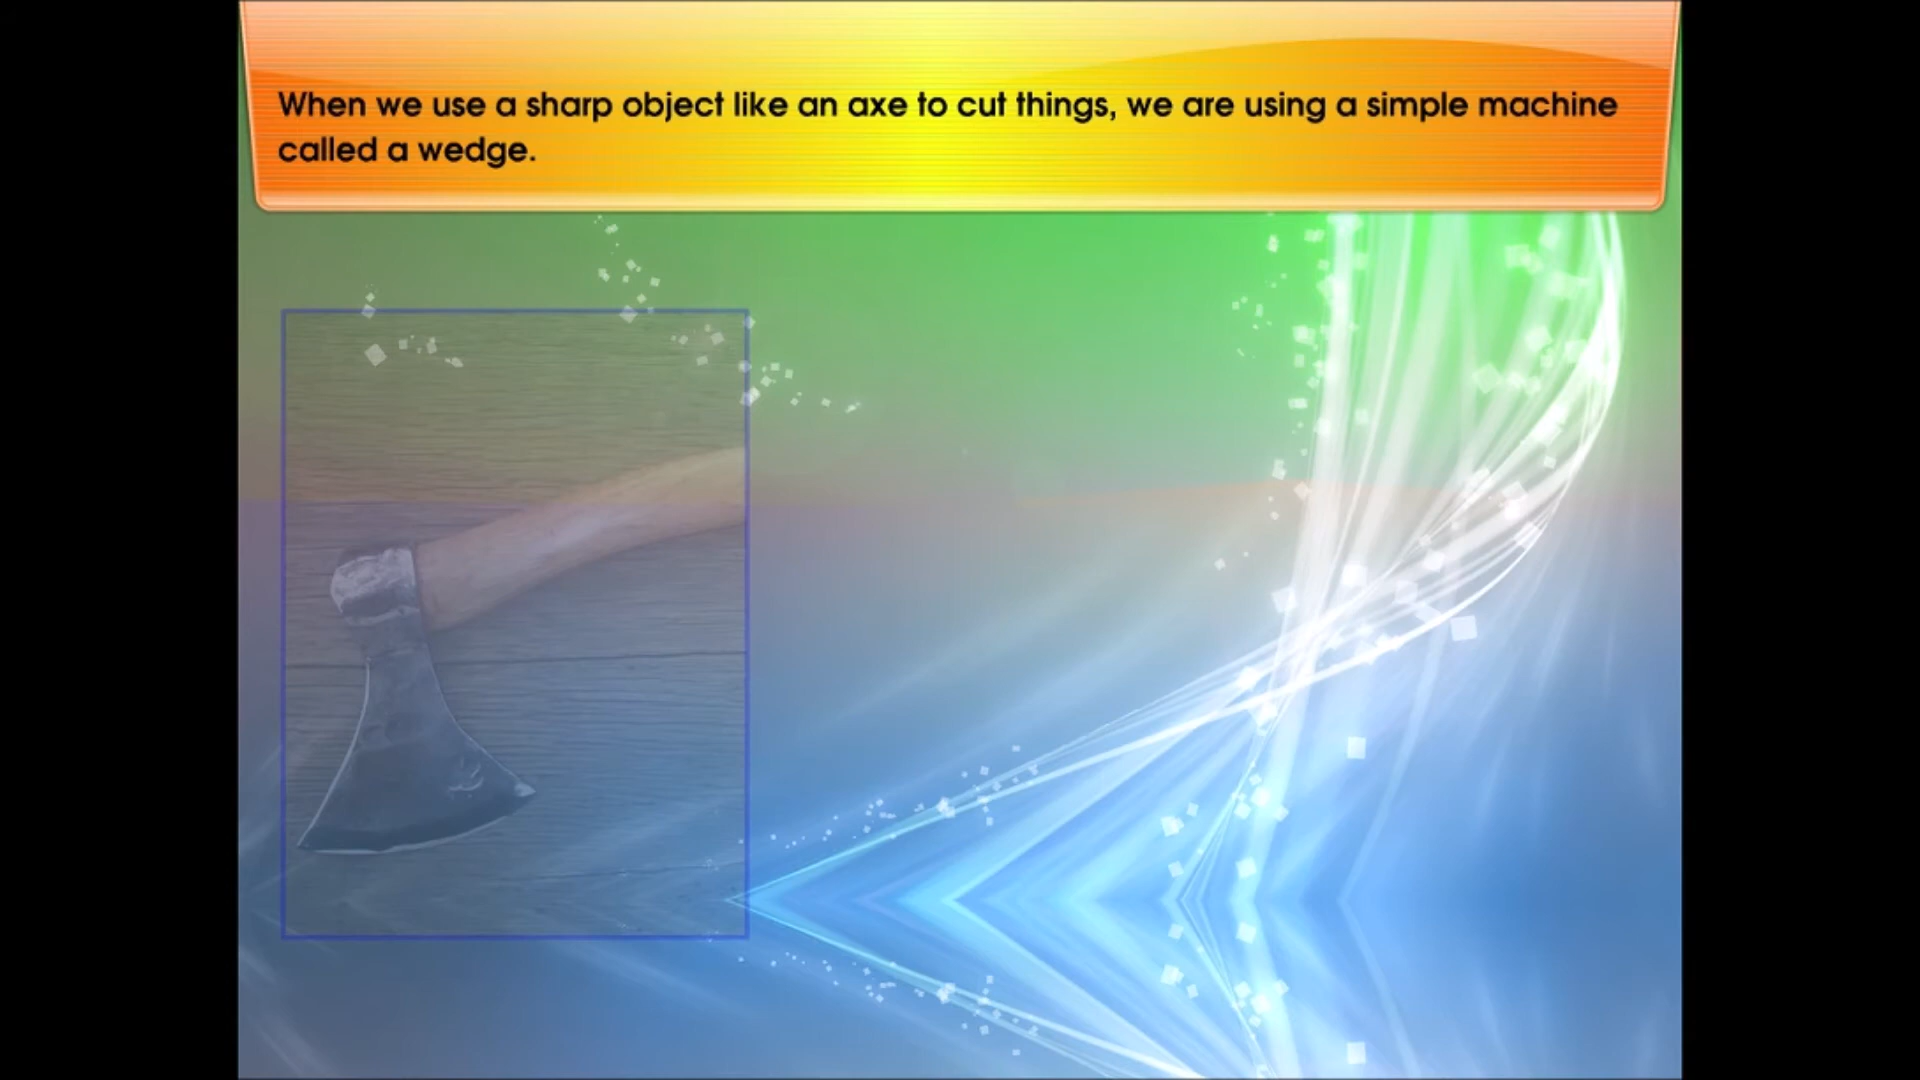 When we use a sharp object like an axe to cut things, we are using a simple machine
called a wedge.